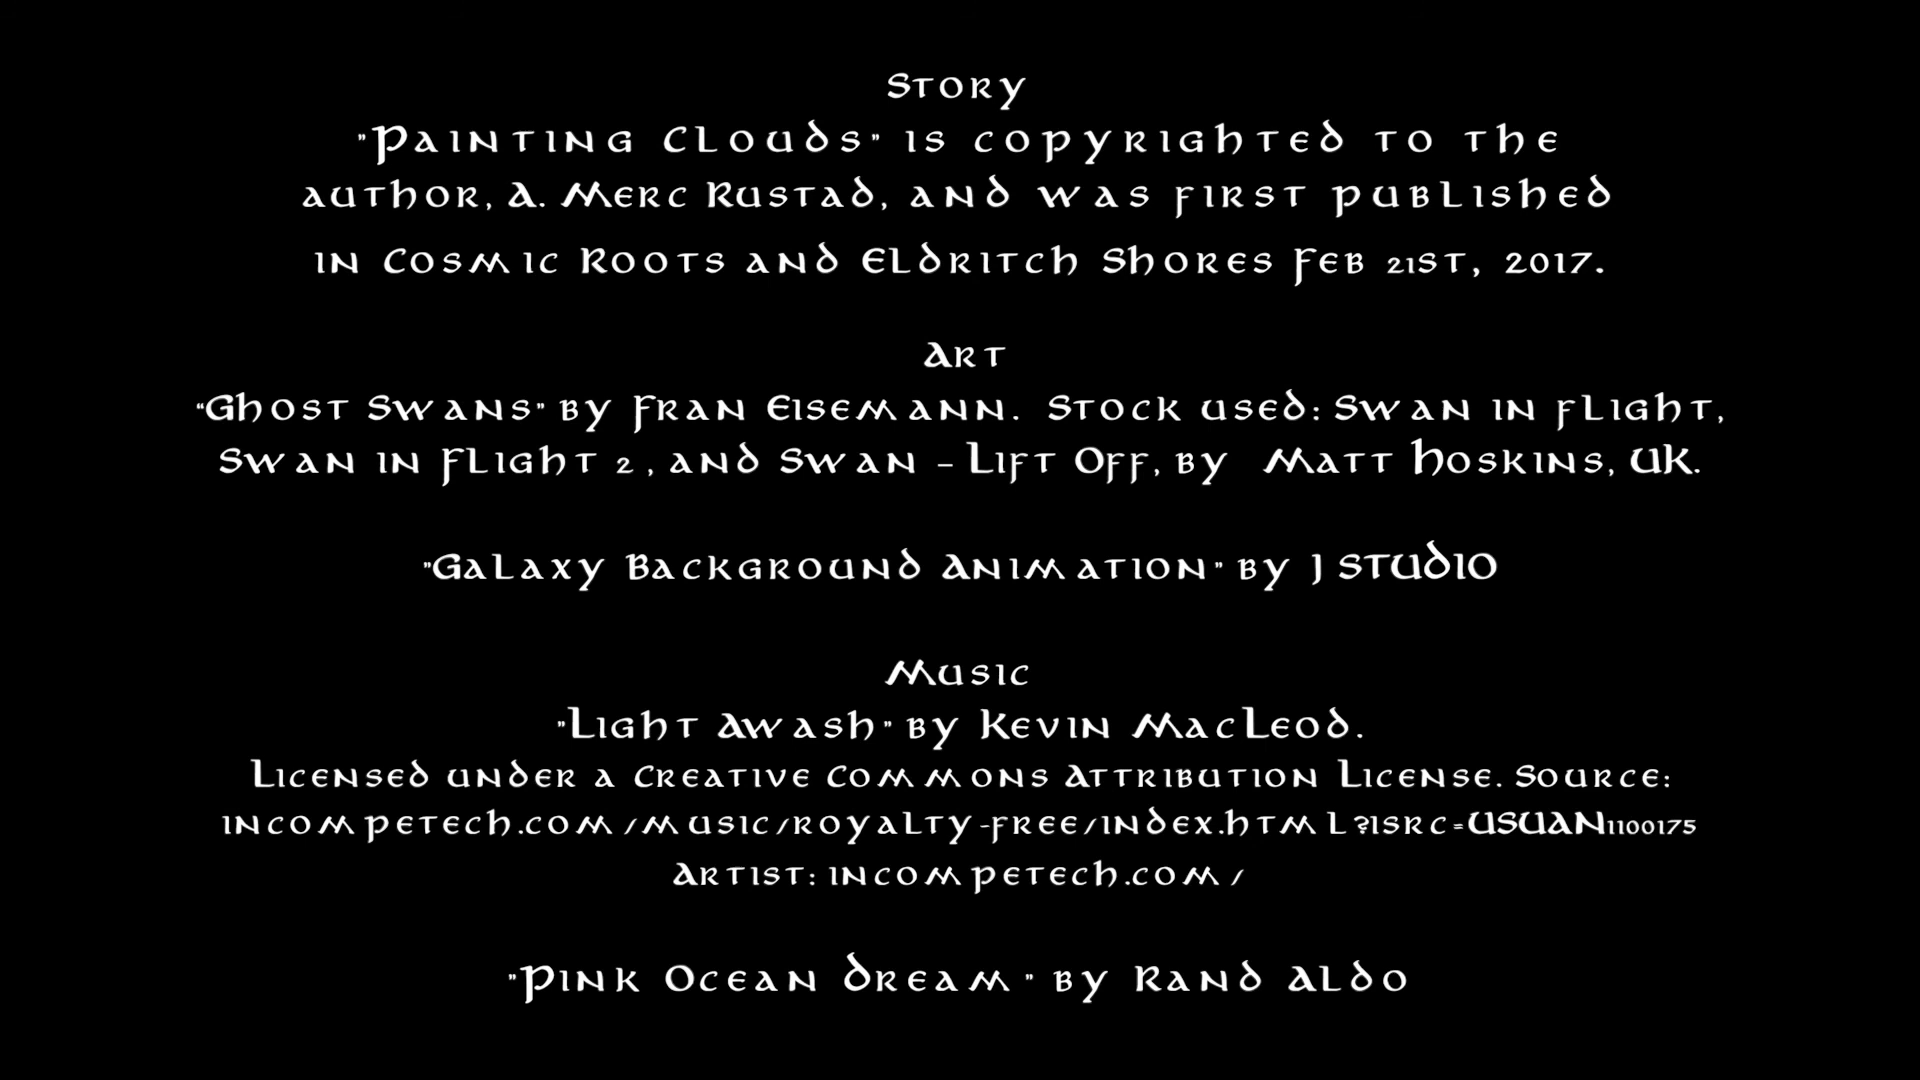 Story
"Painting Clouds" is copyrighted to the
author, A. Merc Rustad, and was first published
in Cosmic Roots and Eldritch Shores Feb 21st, 2017.
Art
"Ghost Swans" by Fran Eisemann. Stock used: Swan in flight,
Swan in Flight 2, and Swan - Lift Off, by Matt Hoskins, UK.
"Galaxy Background Animation" by J STUDIO
Music
"Light Awash" by Kevin MacLeod.
Licensed under a Creative Commons Attribution License. Source:
incompetech.com/music/royalty-free/index.html?isrc=USUAN1100175
Artist: incompetech.com/
"Pink Ocean Dream" by Rand Aldo